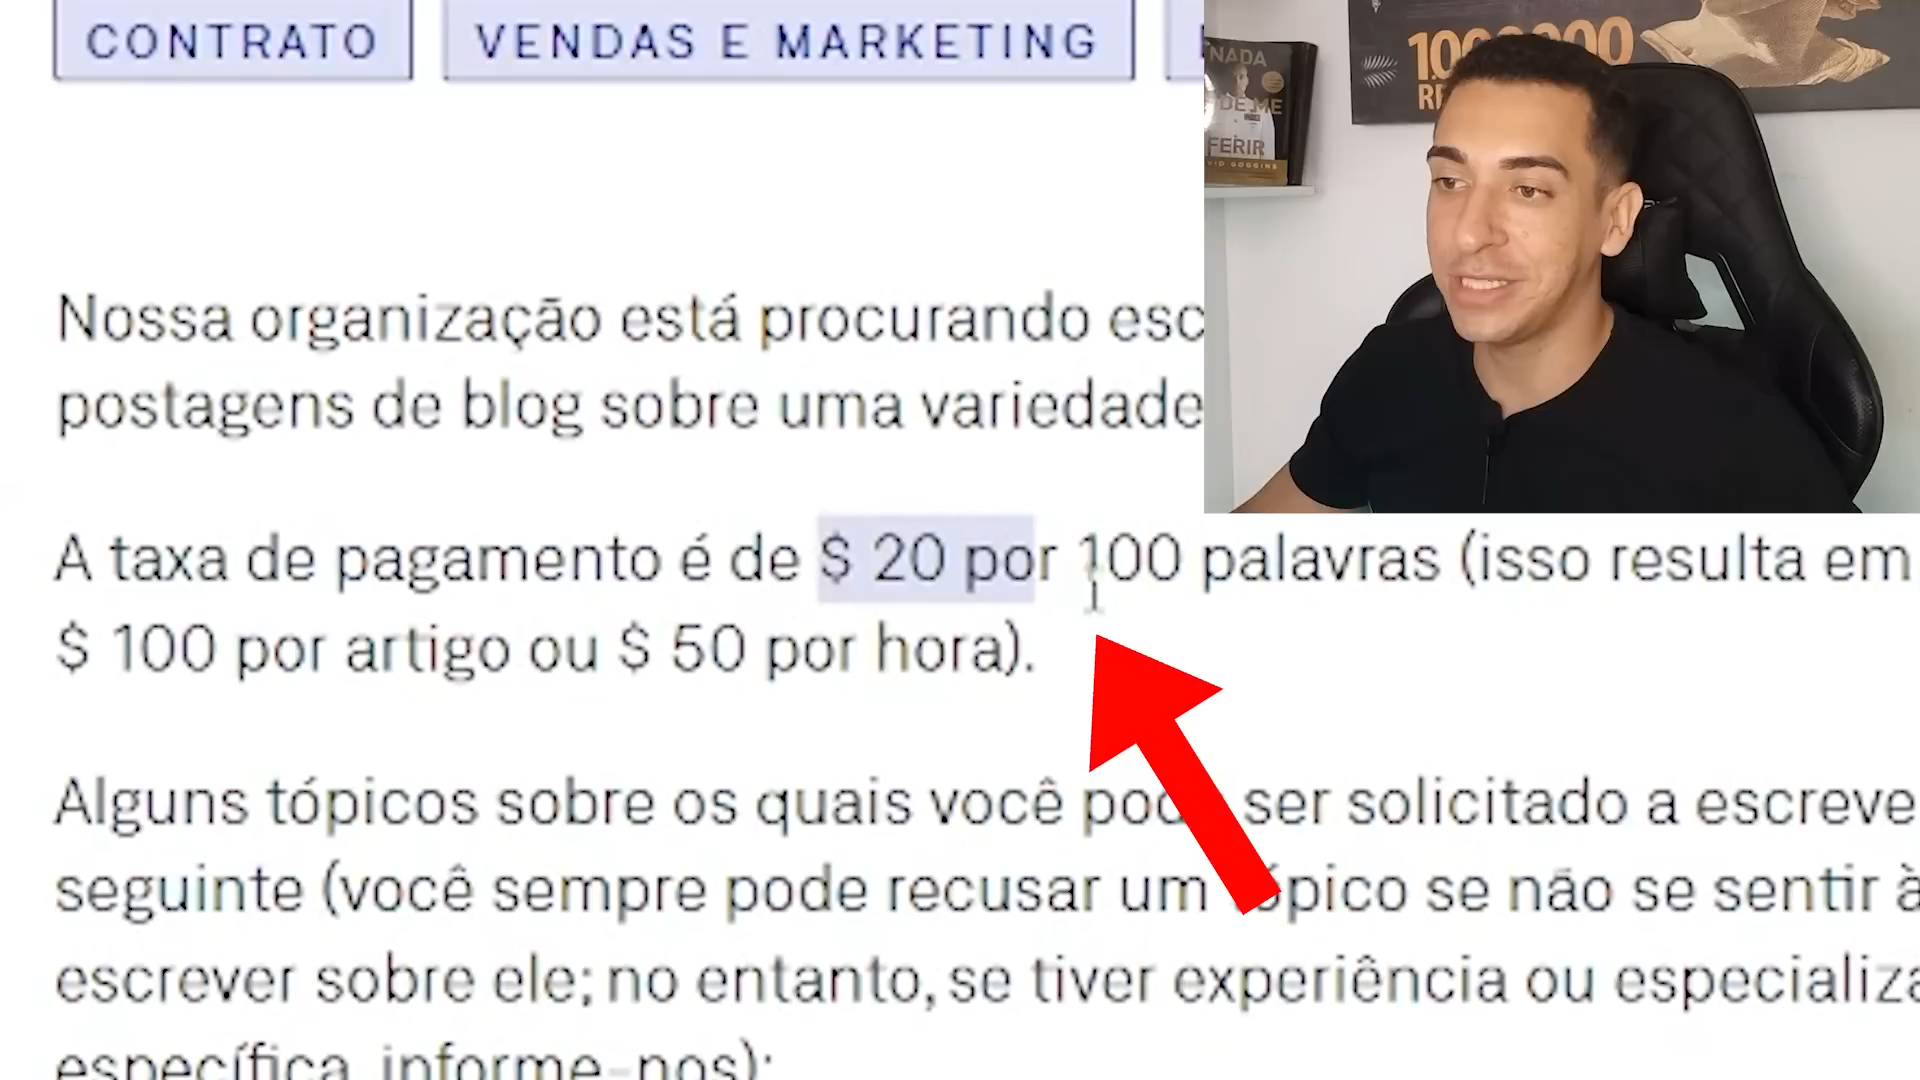 CONTRATO
VENDAS E MARKETING
NADA
DE ME
FERIR
GOGGINS
Nossa organização está procurando esc
postagens de blog sobre uma variedade
A taxa de pagamento é de $ 20 por 100 palavras (isso resulta em
$ 100 por artigo ou $ 50 por hora).
Alguns tópicos sobre os quais você pod ser solicitado a escreve
seguinte (você sempre pode recusar um ópico se não se sentir à
escrever sobre ele; no entanto, se tiver experiência ou especializa
específica, informe-nos):